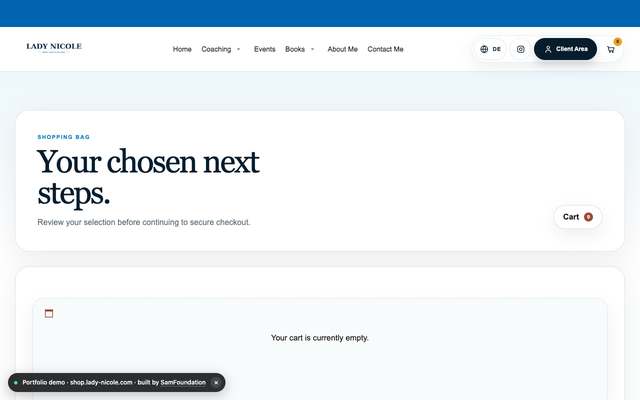 LADY NICOLE
Home Coaching Events Books About Me Contact Me
DE
Client Area
0
SHOPPING BAG
Your chosen next
steps.
Review your selection before continuing to secure checkout.
Cart 0
Your cart is currently empty.
Portfolio demo · shop.lady-nicole.com · built by SamFoundation ×